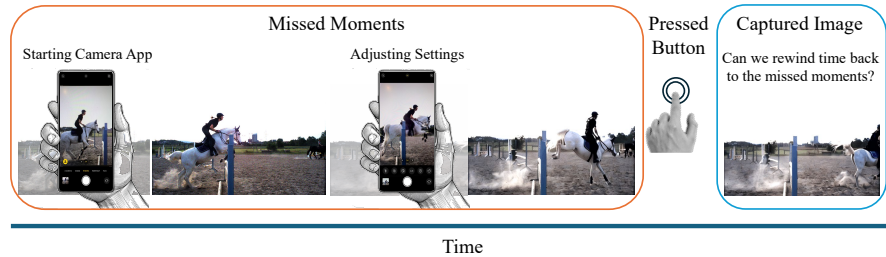 Missed Moments
Starting Camera App
Adjusting Settings
Pressed
Button
Captured Image
Can we rewind time back
to the missed moments?
Time